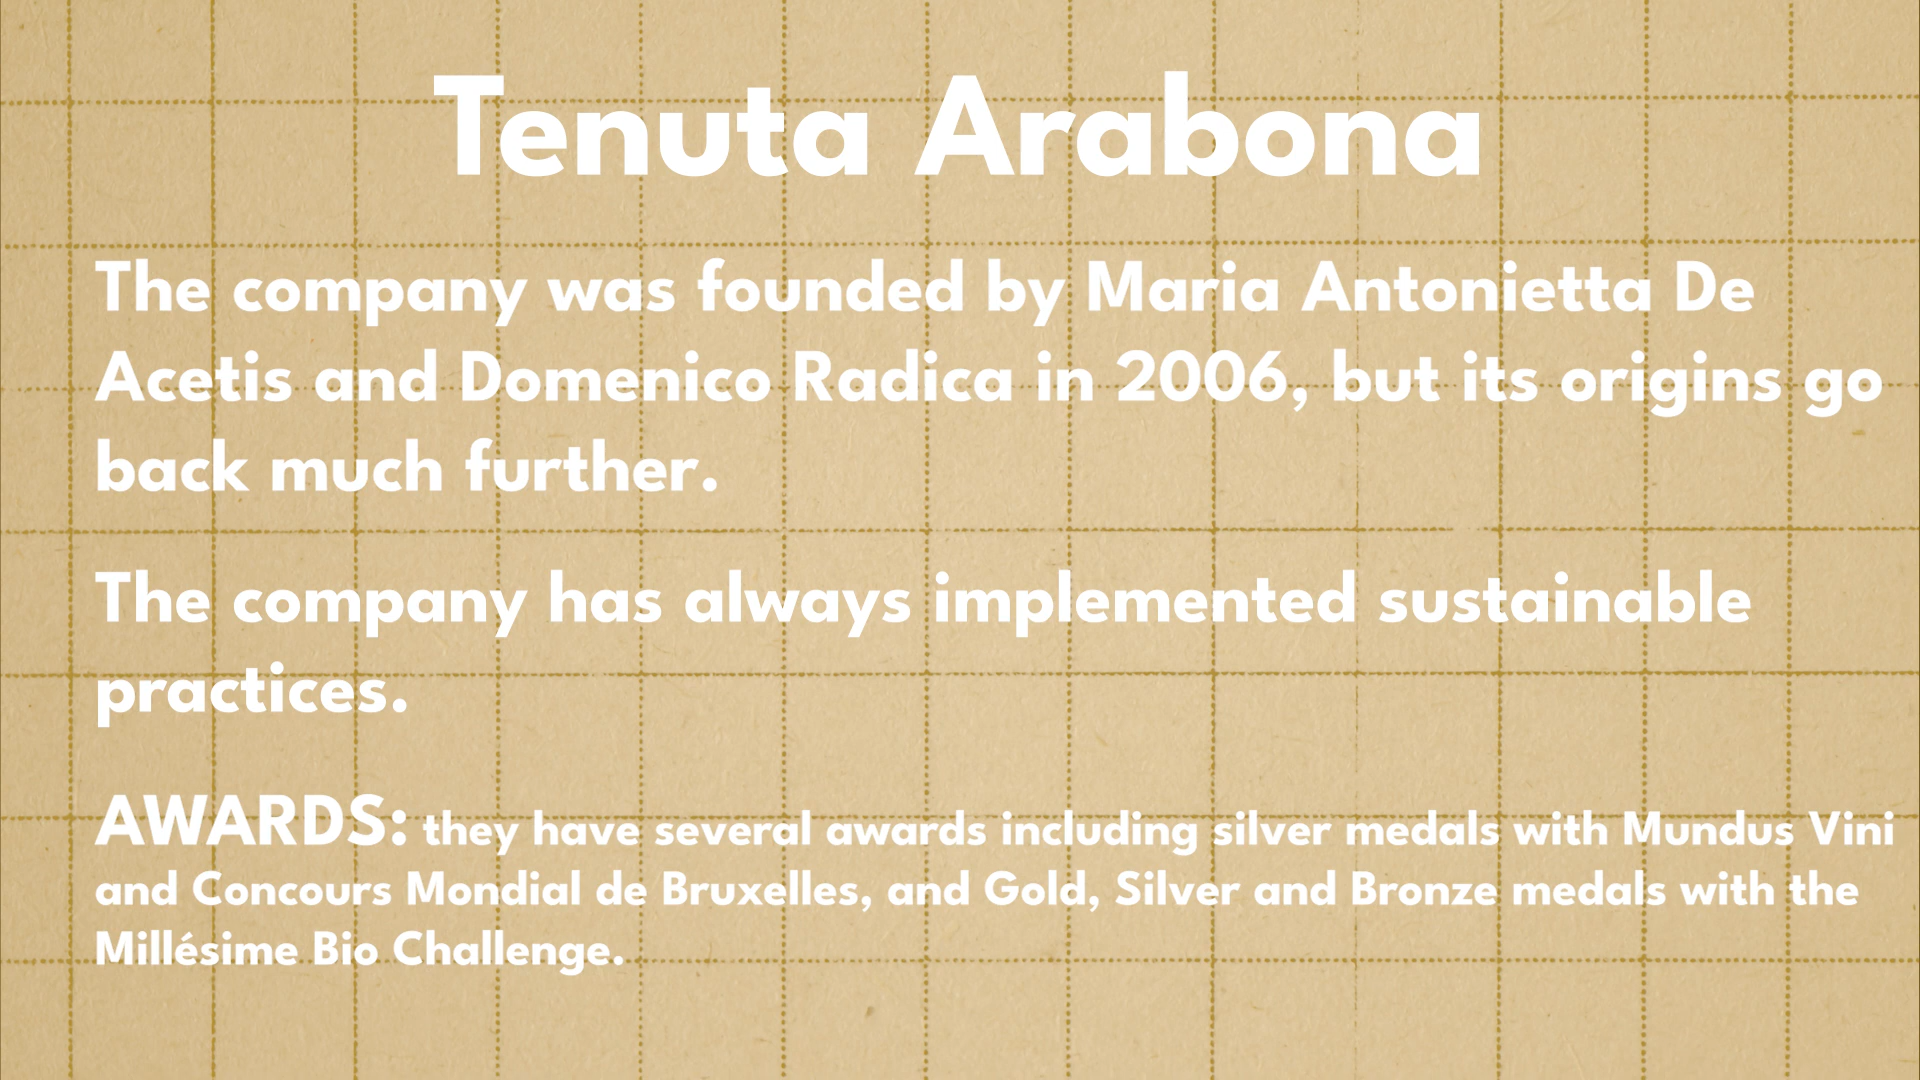 Tenuta Arabona
The company was founded by Maria Antonietta De
Acetis and Domenico Radica in 2006, but its origins go
back much further.
The company has always implemented sustainable
practices.
AWARDS: they have several awards including silver medals with Mundus Vini
and Concours Mondial de Bruxelles, and Gold, Silver and Bronze medals with the
Millésime Bio Challenge.